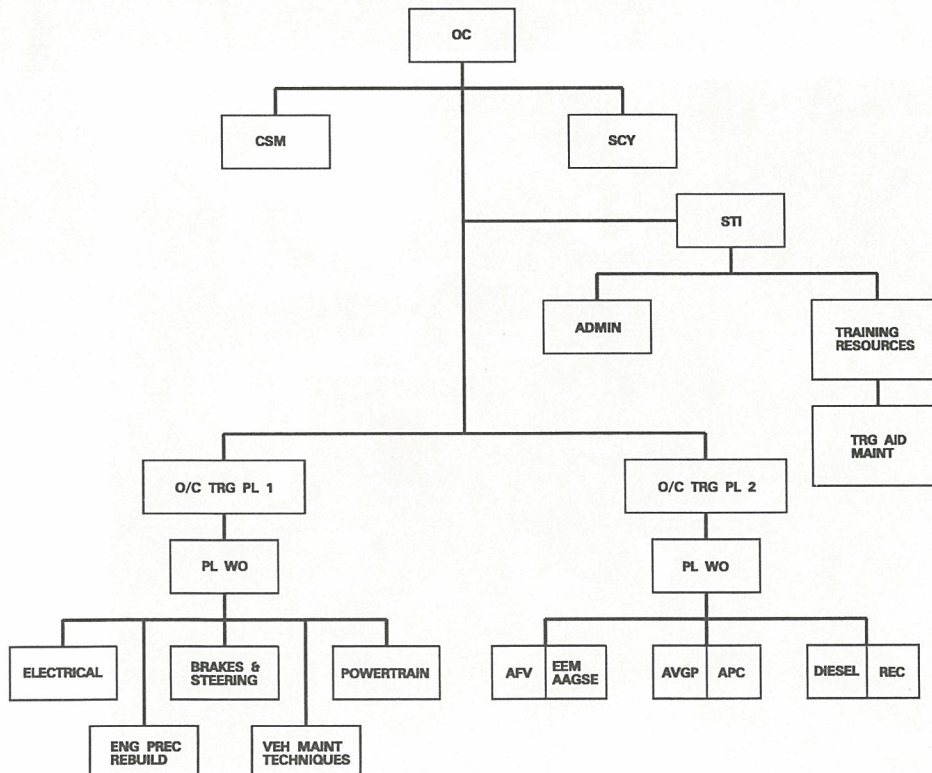 OC
CSM
SCY
STI
ADMIN
TRAINING
RESOURCES
TRG AID
MAINT
O/C TRG PL 1
O/C TRG PL 2
PL WO
PL WO
ELECTRICAL
BRAKES &
STEERING
POWERTRAIN
ENG PREC
REBUILD
VEH MAINT
TECHNIQUES
AFV
EEM
AAGSE
AVGP
APC
DIESEL
REC